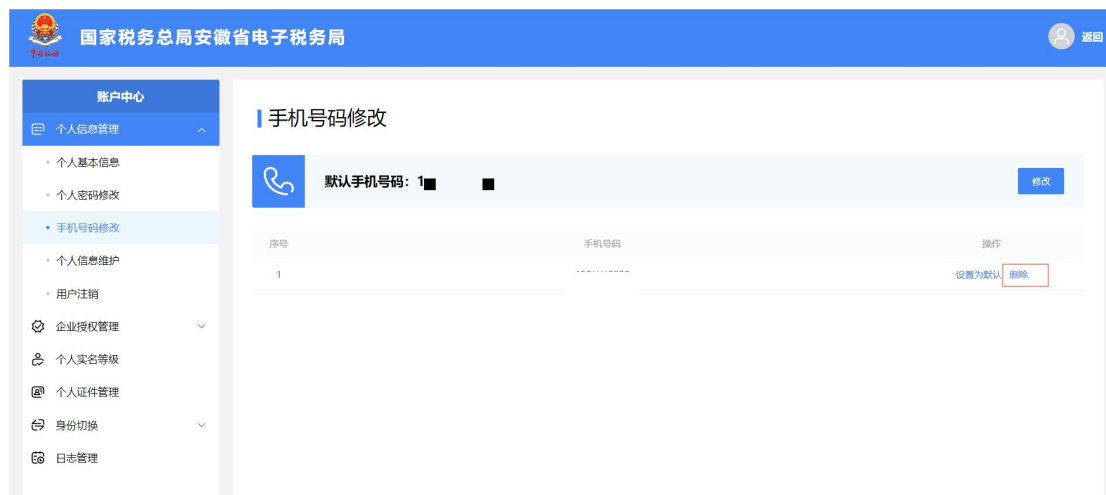 国家税务总局安徽省电子税务局
返回
账户中心
个人信息管理
个人基本信息
个人密码修改
手机号码修改
个人信息维护
用户注销
企业授权管理
个人实名等级
个人证件管理
身份切换
日志管理
手机号码修改
默认手机号码：1
修改
序号 手机号码 操作
1 设置为默认 删除